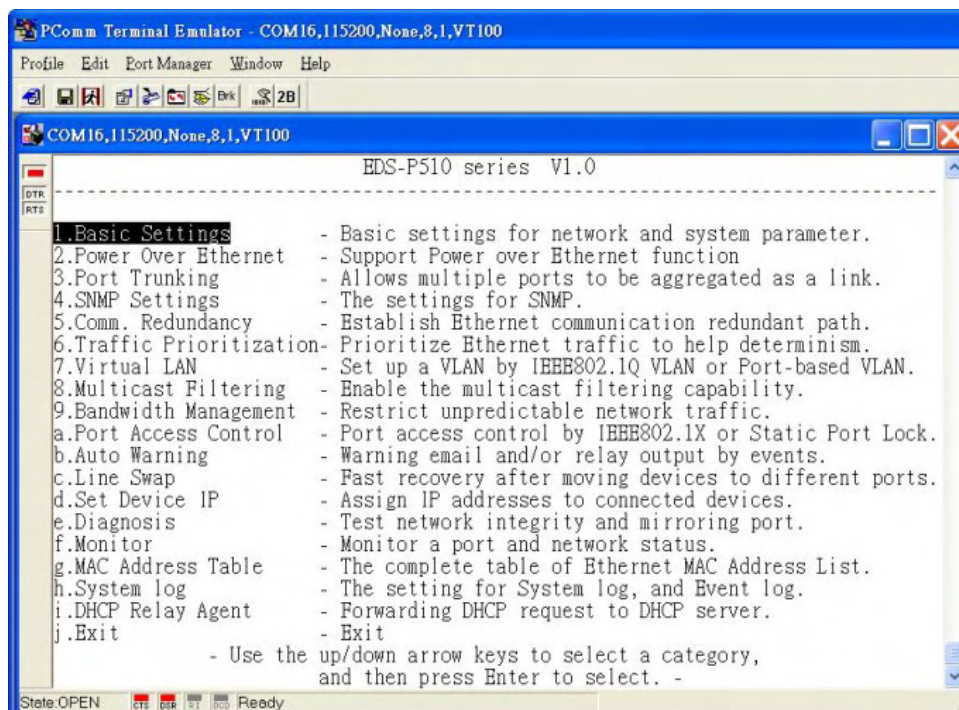 PComm Terminal Emulator - COM16,115200,None,8,1,VT100
Profile Edit Port Manager Window Help
Brk 2B
COM16,115200,None,8,1,VT100
EDS-P510 series V1.0
DTR
RTS
1.Basic Settings - Basic settings for network and system parameter.
2.Power Over Ethernet - Support Power over Ethernet function
3.Port Trunking - Allows multiple ports to be aggregated as a link.
4.SNMP Settings - The settings for SNMP.
5.Comm. Redundancy - Establish Ethernet communication redundant path.
6.Traffic Prioritization- Prioritize Ethernet traffic to help determinism.
7.Virtual LAN - Set up a VLAN by IEEE802.1Q VLAN or Port-based VLAN.
8.Multicast Filtering - Enable the multicast filtering capability.
9.Bandwidth Management - Restrict unpredictable network traffic.
a.Port Access Control - Port access control by IEEE802.1X or Static Port Lock.
b.Auto Warning - Warning email and/or relay output by events.
c.Line Swap - Fast recovery after moving devices to different ports.
d.Set Device IP - Assign IP addresses to connected devices.
e.Diagnosis - Test network integrity and mirroring port.
f.Monitor - Monitor a port and network status.
g.MAC Address Table - The complete table of Ethernet MAC Address List.
h.System log - The setting for System log, and Event log.
i.DHCP Relay Agent - Forwarding DHCP request to DHCP server.
j.Exit - Exit
- Use the up/down arrow keys to select a category,
and then press Enter to select. -
State:OPEN CTS DSR RI DCD Ready